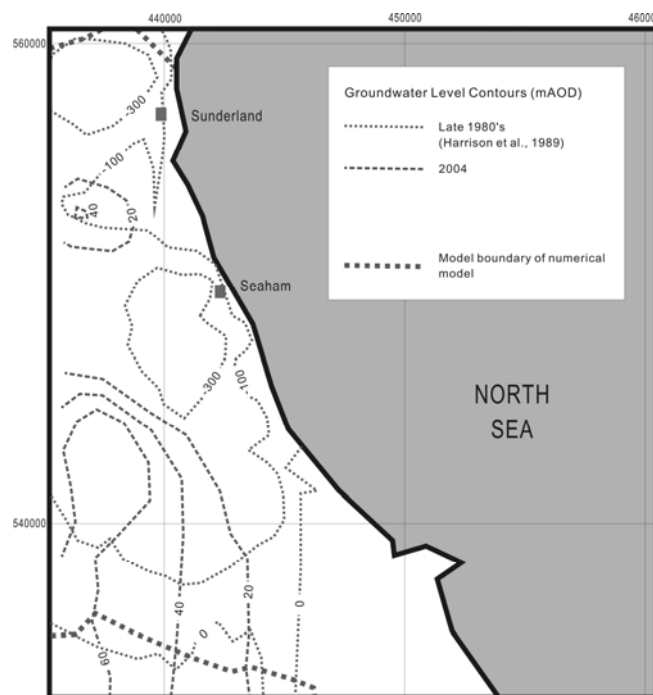 440000
450000
46000
560000
Groundwater Level Contours (mAOD)
Late 1980's
(Harrison et al., 1989)
2004
Model boundary of numerical
model
-300
Sunderland
-100
40
20
Seaham
-300
-100
NORTH
SEA
540000
40
20
0
0
60